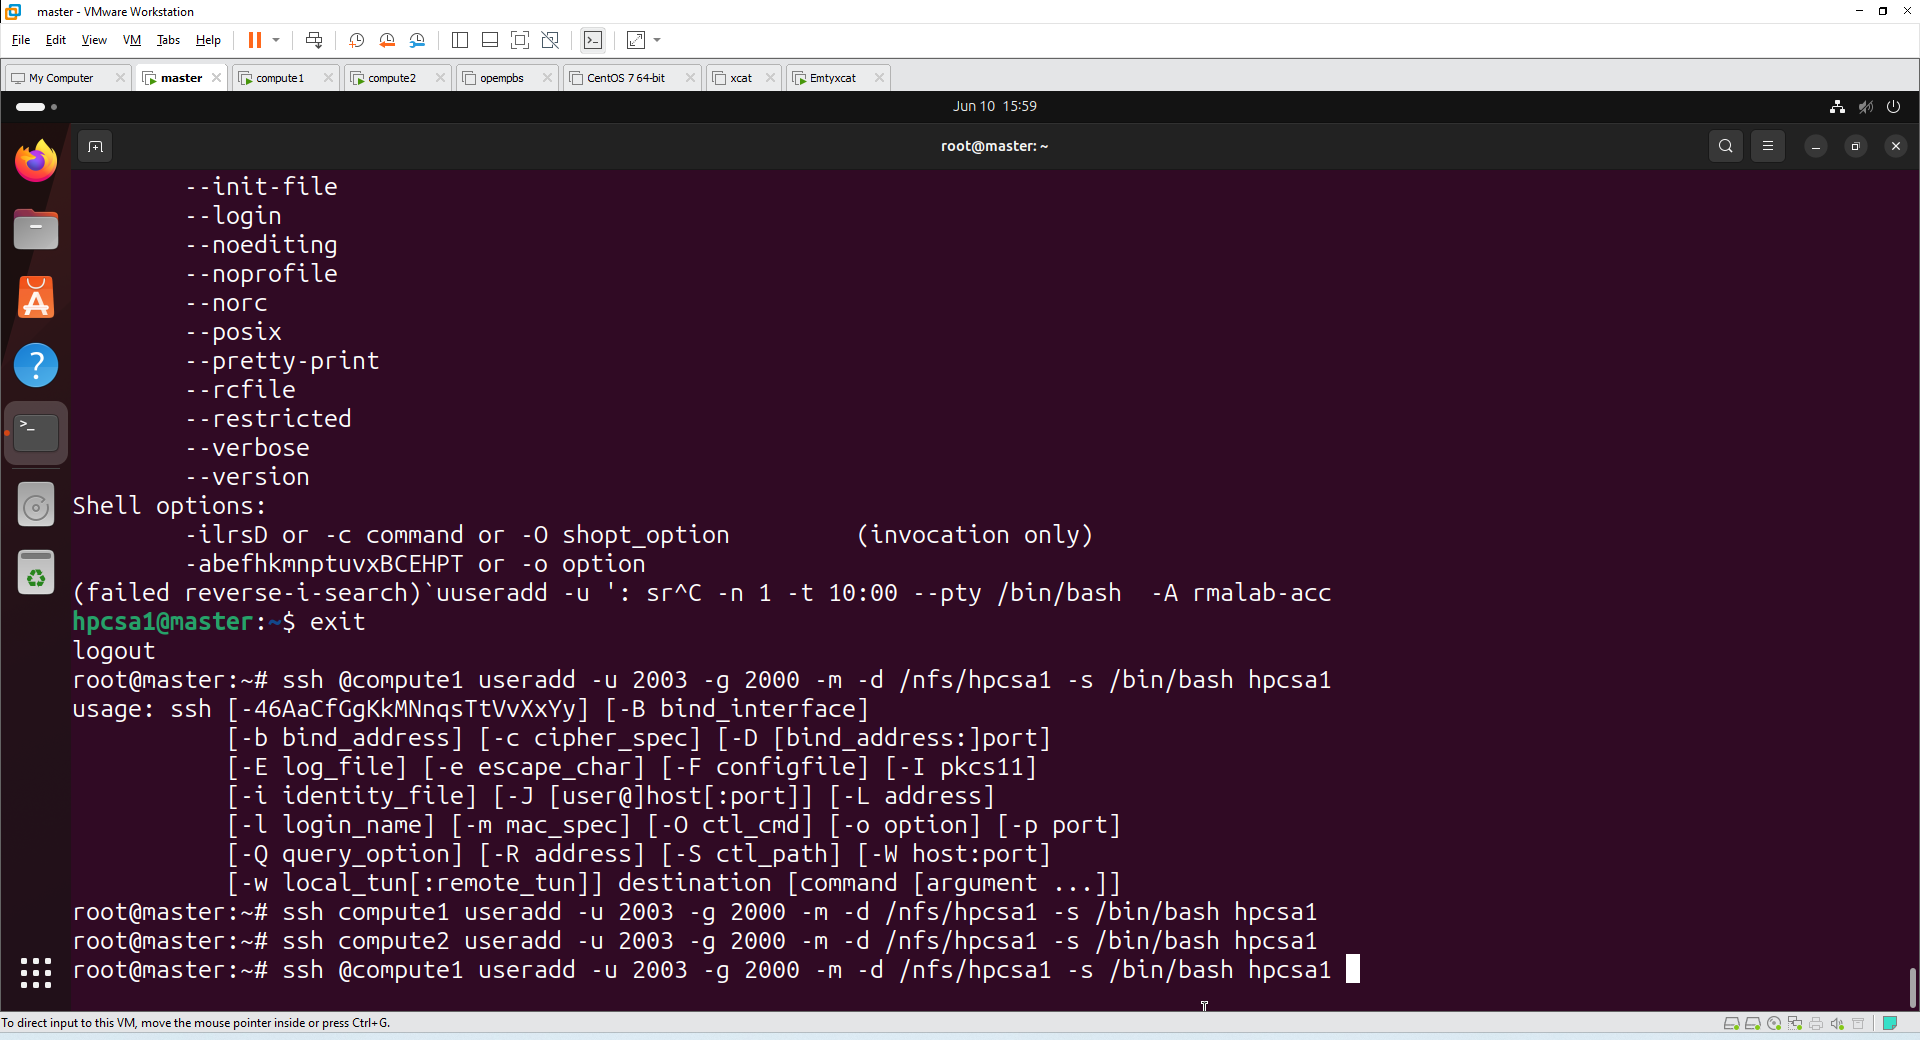 master - VMware Workstation
File Edit View VM Tabs Help
My Computer master compute1 compute2 opempbs CentOS 7 64-bit xcat Emtyxcat
Jun 10 15:59
root@master: ~
--init-file
--login
--noediting
--noprofile
--norc
--posix
--pretty-print
--rcfile
--restricted
--verbose
--version
Shell options:
-ilrsD or -c command or -O shopt_option (invocation only)
-abefhkmnptuvxBCEHPT or -o option
(failed reverse-i-search)`uuseradd -u ': sr^C -n 1 -t 10:00 --pty /bin/bash -A rmalab-acc
hpcsa1@master:~$ exit
logout
root@master:~# ssh @compute1 useradd -u 2003 -g 2000 -m -d /nfs/hpcsa1 -s /bin/bash hpcsa1
usage: ssh [-46AaCfGgKkMNnqsTtVvXxYy] [-B bind_interface]
[-b bind_address] [-c cipher_spec] [-D [bind_address:]port]
[-E log_file] [-e escape_char] [-F configfile] [-I pkcs11]
[-i identity_file] [-J [user@]host[:port]] [-L address]
[-l login_name] [-m mac_spec] [-O ctl_cmd] [-o option] [-p port]
[-Q query_option] [-R address] [-S ctl_path] [-W host:port]
[-w local_tun[:remote_tun]] destination [command [argument ...]]
root@master:~# ssh compute1 useradd -u 2003 -g 2000 -m -d /nfs/hpcsa1 -s /bin/bash hpcsa1
root@master:~# ssh compute2 useradd -u 2003 -g 2000 -m -d /nfs/hpcsa1 -s /bin/bash hpcsa1
root@master:~# ssh @compute1 useradd -u 2003 -g 2000 -m -d /nfs/hpcsa1 -s /bin/bash hpcsa1
To direct input to this VM, move the mouse pointer inside or press Ctrl+G.